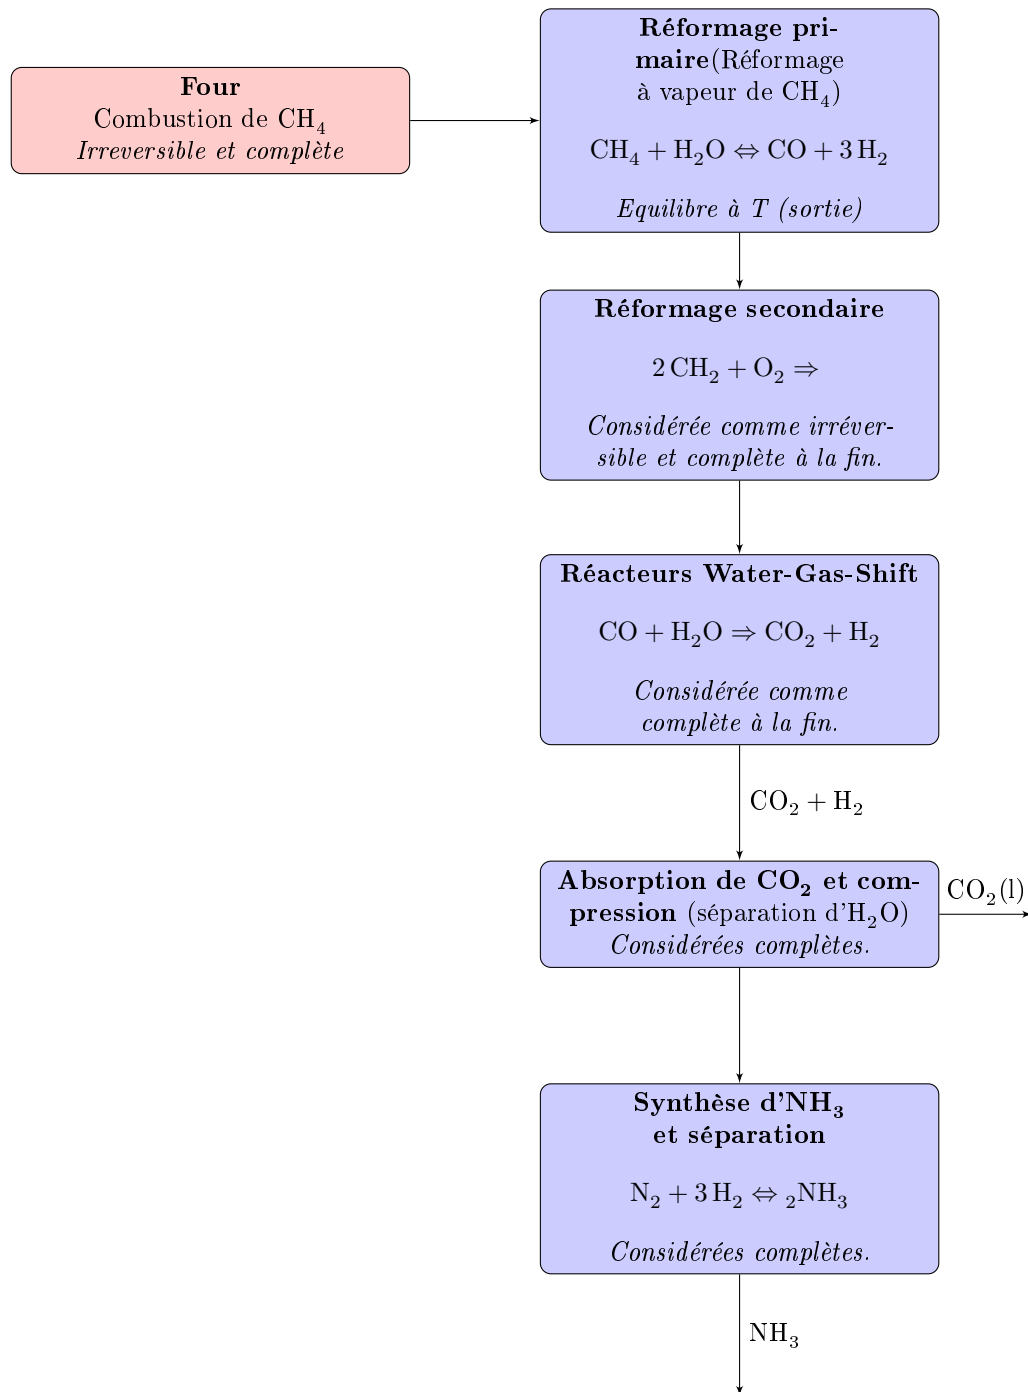 Réformage pri-
maire(Réformage
à vapeur de CH₄)
CH₄ + H₂O ⇔ CO + 3 H₂
Equilibre à T (sortie)
Four
Combustion de CH₄
Irreversible et complète
Réformage secondaire
2 CH₂ + O₂ ⇒
Considérée comme irréver-
sible et complète à la fin.
Réacteurs Water-Gas-Shift
CO + H₂O ⇒ CO₂ + H₂
Considérée comme
complète à la fin.
CO₂ + H₂
Absorption de CO₂ et com-
pression (séparation d'H₂O)
Considérées complètes.
CO₂(l)
Synthèse d'NH₃
et séparation
N₂ + 3 H₂ ⇔ ₂NH₃
Considérées complètes.
NH₃